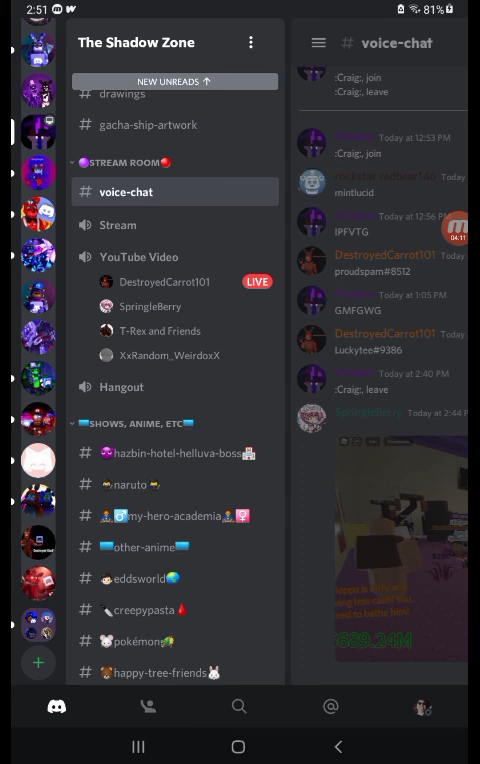 2:51
81%
The Shadow Zone
NEW UNREADS ↑
# drawings
# gacha-ship-artwork
🟣STREAM ROOM🔴
# voice-chat
Stream
YouTube Video
DestroyedCarrot101 LIVE
SpringleBerry
T-Rex and Friends
XxRandom_WeirdoxX
Hangout
SHOWS, ANIME, ETC
# 😈hazbin-hotel-helluva-boss🏩
# naruto
# my-hero-academia
# other-anime
# eddsworld🌏
# 🔪creepypasta🩸
# 🐭pokémon🐢
# 🐻happy-tree-friends🐰
# voice-chat
:Craig:, join
:Craig:, leave
Today at 12:53 PM
:Craig:, join
Today
mintlucid
Today at 12:56 PM
IPFVTG
04:11
DestroyedCarrot101 Today
proudspam#8512
Today at 1:05 PM
GMFGWG
DestroyedCarrot101 Today
Luckytee#9386
Today at 2:40 PM
:Craig:, leave
SpringleBerry Today at 2:44 P
689.24M